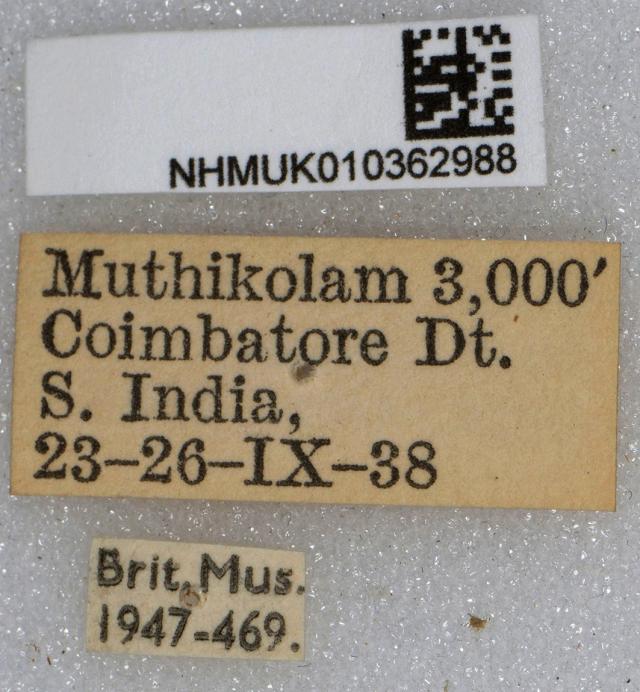 NHMUK010362988
Muthikolam 3,000′
Coimbatore Dt.
S. India,
23–26–IX–38
Brit. Mus.
1947-469.